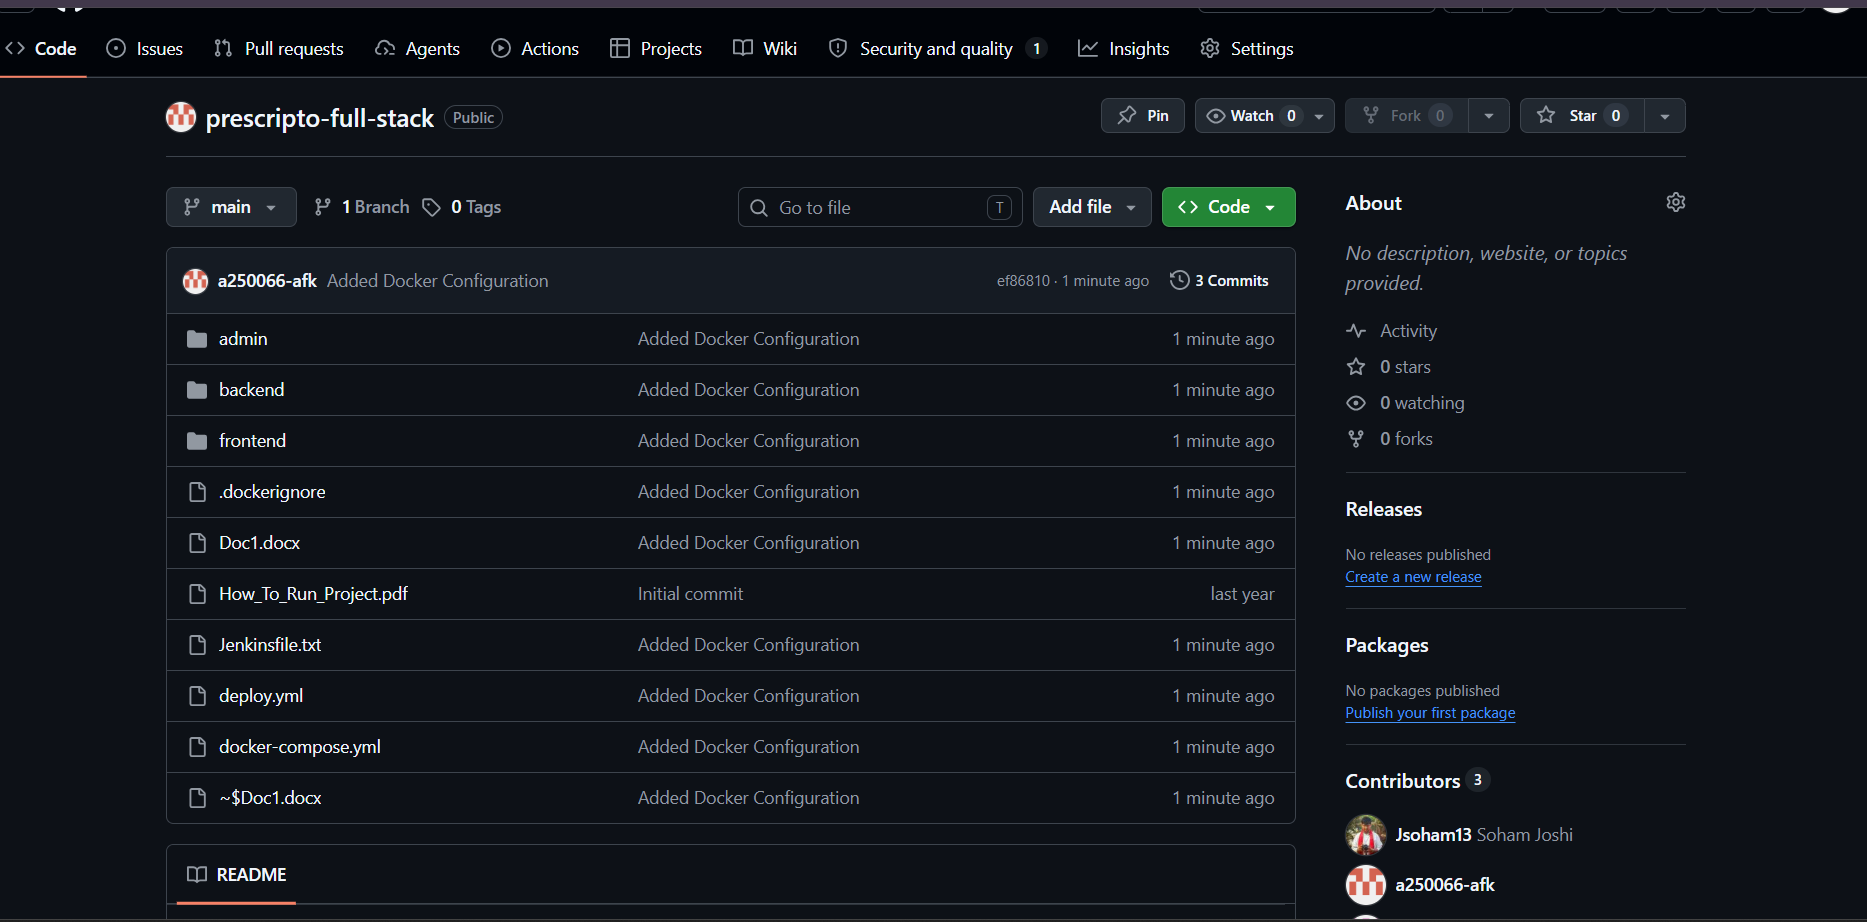 Code Issues Pull requests Agents Actions Projects Wiki Security and quality 1 Insights Settings
prescripto-full-stack Public Pin Watch 0 Fork 0 Star 0
main 1 Branch 0 Tags Go to file T Add file Code
a250066-afk Added Docker Configuration ef86810 · 1 minute ago 3 Commits
admin Added Docker Configuration 1 minute ago
backend Added Docker Configuration 1 minute ago
frontend Added Docker Configuration 1 minute ago
.dockerignore Added Docker Configuration 1 minute ago
Doc1.docx Added Docker Configuration 1 minute ago
How_To_Run_Project.pdf Initial commit last year
Jenkinsfile.txt Added Docker Configuration 1 minute ago
deploy.yml Added Docker Configuration 1 minute ago
docker-compose.yml Added Docker Configuration 1 minute ago
~$Doc1.docx Added Docker Configuration 1 minute ago
README
About
No description, website, or topics
provided.
Activity
0 stars
0 watching
0 forks
Releases
No releases published
Create a new release
Packages
No packages published
Publish your first package
Contributors 3
Jsoham13 Soham Joshi
a250066-afk